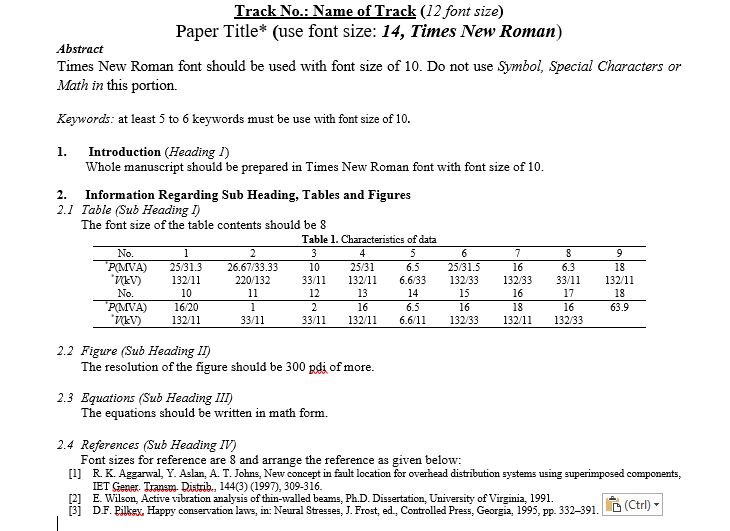 Track No.: Name of Track (12 font size)
Paper Title* (use font size: 14, Times New Roman)
Abstract
Times New Roman font should be used with font size of 10. Do not use Symbol, Special Characters or
Math in this portion.
Keywords: at least 5 to 6 keywords must be use with font size of 10.
1. Introduction (Heading 1)
Whole manuscript should be prepared in Times New Roman font with font size of 10.
2. Information Regarding Sub Heading, Tables and Figures
2.1 Table (Sub Heading I)
The font size of the table contents should be 8
Table 1. Characteristics of data
No. 1 2 3 4 5 6 7 8 9
*P(MVA) 25/31.3 26.67/33.33 10 25/31 6.5 25/31.5 16 6.3 18
*V(kV) 132/11 220/132 33/11 132/11 6.6/33 132/33 132/33 33/11 132/11
No. 10 11 12 13 14 15 16 17 18
*P(MVA) 16/20 1 2 16 6.5 16 18 16 63.9
*V(kV) 132/11 33/11 33/11 132/11 6.6/11 132/33 132/11 132/33
2.2 Figure (Sub Heading II)
The resolution of the figure should be 300 pdi of more.
2.3 Equations (Sub Heading III)
The equations should be written in math form.
2.4 References (Sub Heading IV)
Font sizes for reference are 8 and arrange the reference as given below:
[1] R. K. Aggarwal, Y. Aslan, A. T. Johns, New concept in fault location for overhead distribution systems using superimposed components,
IET Gener. Transm. Distrib., 144(3) (1997), 309-316.
[2] E. Wilson, Active vibration analysis of thin-walled beams, Ph.D. Dissertation, University of Virginia, 1991.
[3] D.F. Pilkey, Happy conservation laws, in: Neural Stresses, J. Frost, ed., Controlled Press, Georgia, 1995, pp. 332–391.
(Ctrl)